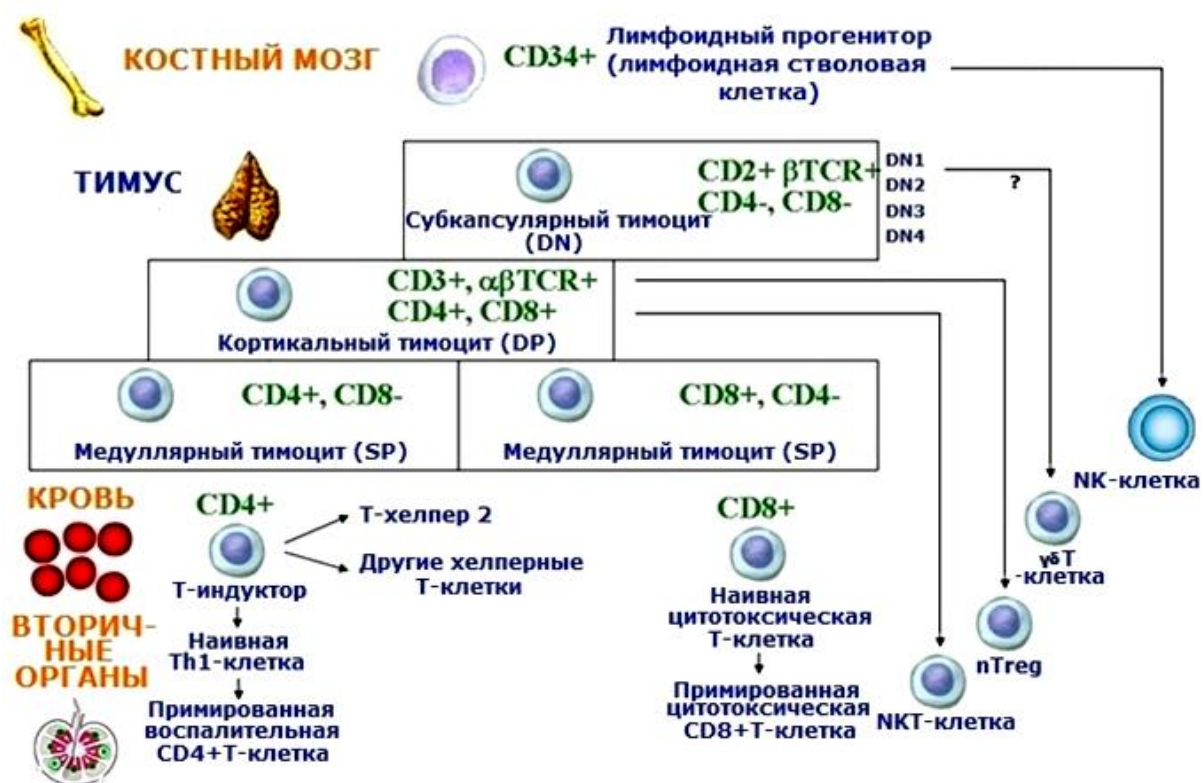 КОСТНЫЙ МОЗГ
CD34+
Лимфоидный прогенитор
(лимфоидная стволовая
клетка)
ТИМУС
CD2+ βTCR+
CD4-, CD8-
Субкапсулярный тимоцит
(DN)
DN1
DN2
DN3
DN4
?
CD3+, αβTCR+
CD4+, CD8+
Кортикальный тимоцит (DP)
CD4+, CD8-
Медуллярный тимоцит (SP)
CD8+, CD4-
Медуллярный тимоцит (SP)
NK-клетка
КРОВЬ
CD4+
Т-индуктор
Т-хелпер 2
Другие хелперные
Т-клетки
CD8+
Наивная
цитотоксическая
Т-клетка
γδT
-клетка
nTreg
NKT-клетка
ВТОРИЧ-
НЫЕ
ОРГАНЫ
Наивная
Th1-клетка
Примированная
воспалительная
CD4+Т-клетка
Примированная
цитотоксическая
CD8+Т-клетка